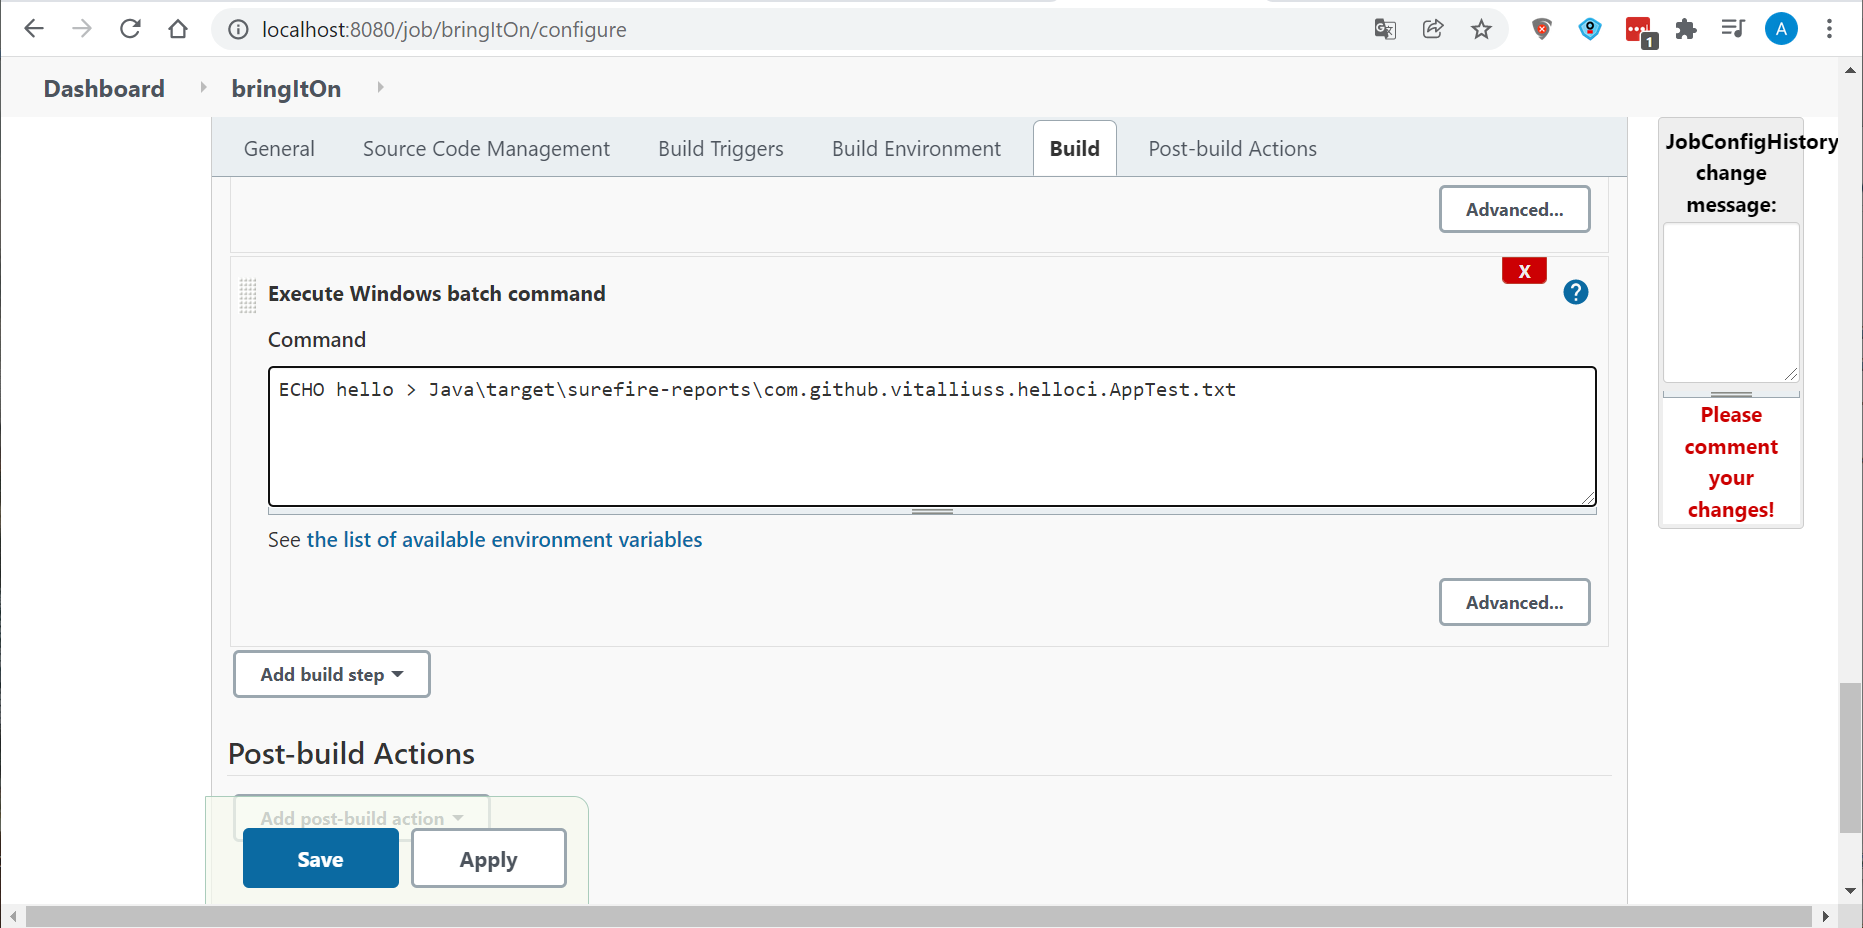 localhost:8080/job/bringItOn/configure
1
A
Dashboard
bringItOn
General
Source Code Management
Build Triggers
Build Environment
Build
Post-build Actions
JobConfigHistory
change
message:
Advanced...
X
Execute Windows batch command
?
Command
ECHO hello > Java\target\surefire-reports\com.github.vitalliuss.helloci.AppTest.txt
Please
comment
your
changes!
See the list of available environment variables
Advanced...
Add build step
Post-build Actions
Add post-build action
Save
Apply